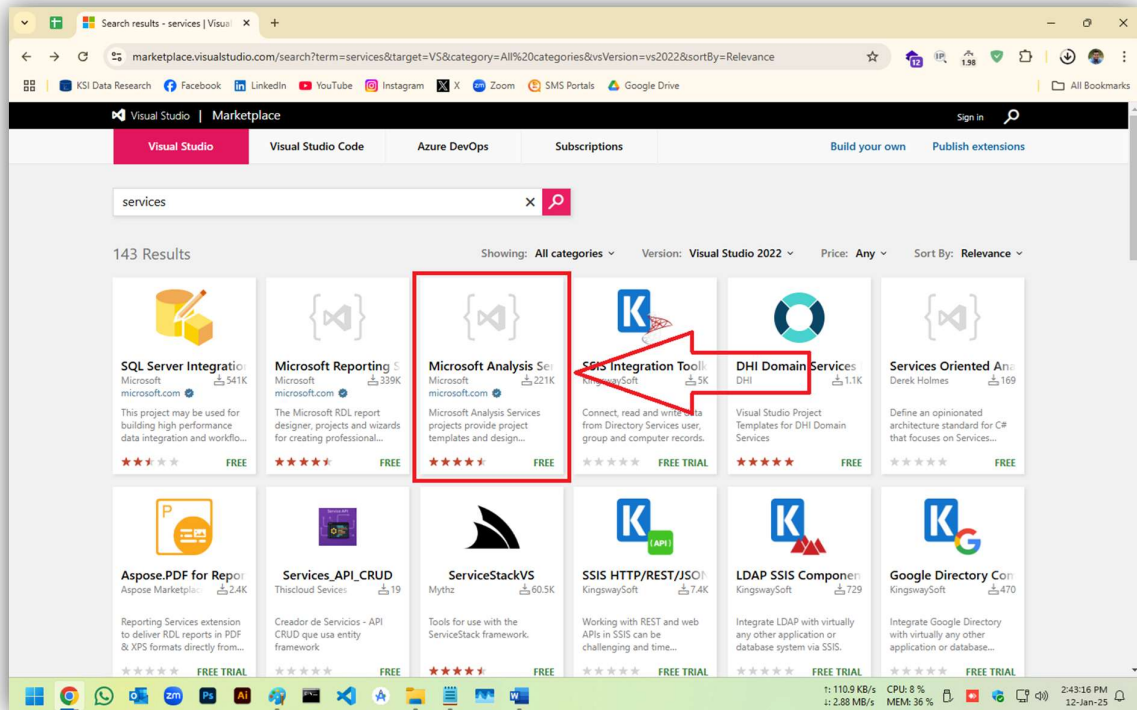 Search results - services | Visual
marketplace.visualstudio.com/search?term=services&target=VS&category=All%20categories&vsVersion=vs2022&sortBy=Relevance
12
IP
1.98
KSI Data Research
Facebook
LinkedIn
YouTube
Instagram
X
Zoom
SMS Portals
Google Drive
All Bookmarks
Visual Studio | Marketplace
Sign in
Visual Studio
Visual Studio Code
Azure DevOps
Subscriptions
Build your own
Publish extensions
services
143 Results
Showing: All categories
Version: Visual Studio 2022
Price: Any
Sort By: Relevance
SQL Server Integration
Microsoft 541K
microsoft.com
This project may be used for
building high performance
data integration and workflo...
FREE
Microsoft Reporting S
Microsoft 339K
microsoft.com
The Microsoft RDL report
designer, projects and wizards
for creating professional...
FREE
Microsoft Analysis Ser
Microsoft 221K
microsoft.com
Microsoft Analysis Services
projects provide project
templates and design...
FREE
K
SSIS Integration Toolk
KingswaySoft 5K
Connect, read and write data
from Directory Services user,
group and computer records.
FREE TRIAL
DHI Domain Services
DHI 1.1K
Visual Studio Project
Templates for DHI Domain
Services
FREE
Services Oriented Ana
Derek Holmes 169
Define an opinionated
architecture standard for C#
that focuses on Services...
FREE
P
Aspose.PDF for Repor
Aspose Marketplac 2.4K
Reporting Services extension
to deliver RDL reports in PDF
& XPS formats directly from...
FREE TRIAL
Services_API_CRUD
Thiscloud Sevices 19
Creador de Servicios - API
CRUD que usa entity
framework
FREE
ServiceStackVS
Mythz 60.5K
Tools for use with the
ServiceStack framework.
FREE
K
(API)
SSIS HTTP/REST/JSON
KingswaySoft 7.4K
Working with REST and web
APIs in SSIS can be
challenging and time...
FREE TRIAL
K
LDAP SSIS Componen
KingswaySoft 729
Integrate LDAP with virtually
any other application or
database system via SSIS.
FREE TRIAL
K
G
Google Directory Con
KingswaySoft 470
Integrate Google Directory
with virtually any other
application or database...
FREE TRIAL
zm
Ps
Ai
↑: 110.9 KB/s
↓: 2.88 MB/s
CPU: 8 %
MEM: 36 %
2:43:16 PM
12-Jan-25